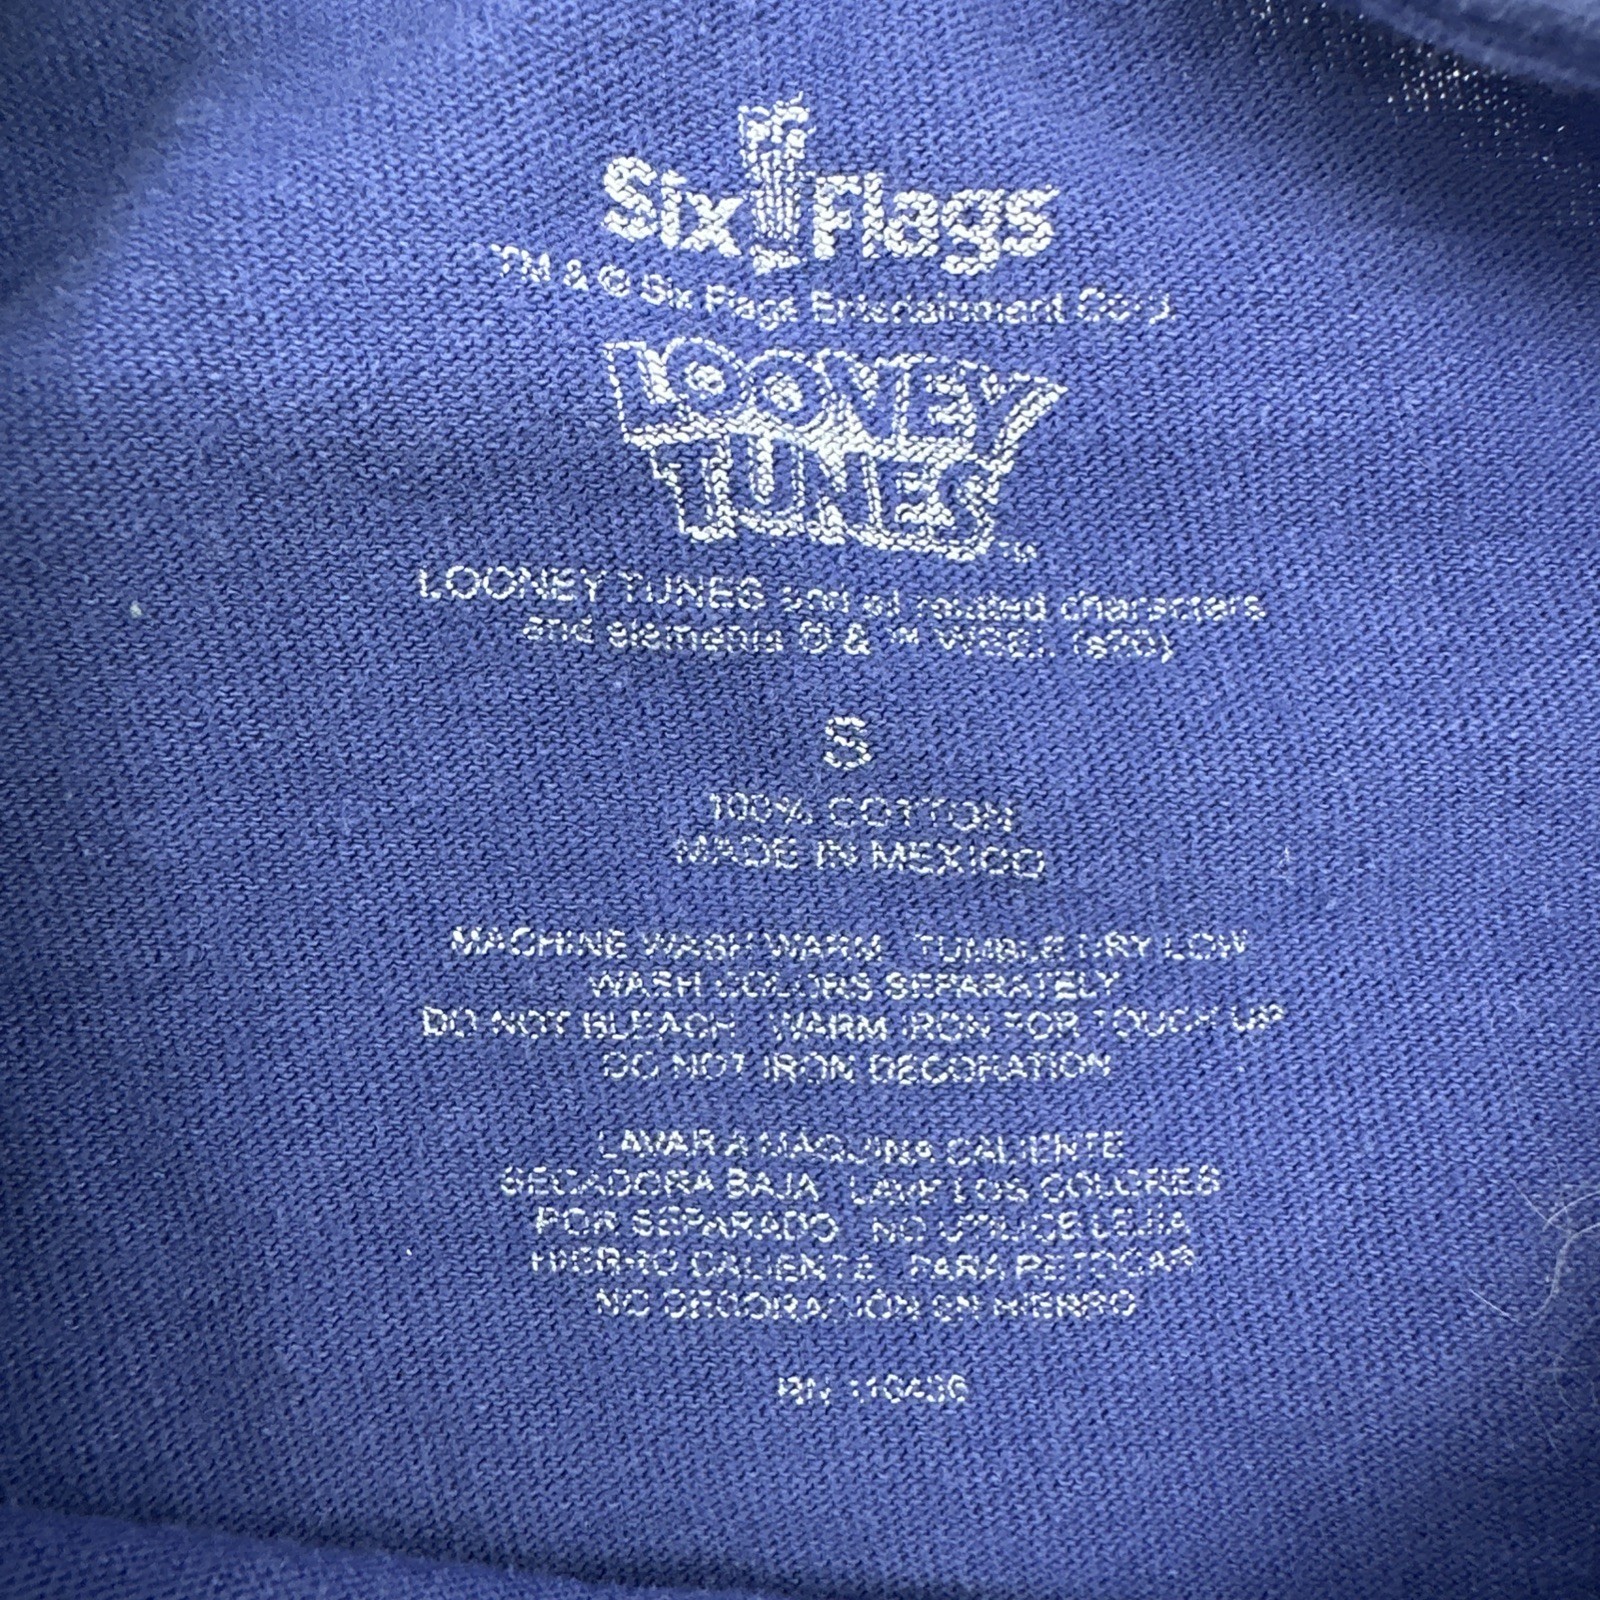 Six Flags
TM & © Six Flags Entertainment Corp.
LOONEY
TUNES™
LOONEY TUNES and all related characters
and elements © & ™ WBEI. (s20)
S
100% COTTON
MADE IN MEXICO
MACHINE WASH WARM TUMBLE DRY LOW
WASH COLORS SEPARATELY
DO NOT BLEACH WARM IRON FOR TOUCH UP
DO NOT IRON DECORATION
LAVAR A MAQUINA CALIENTE
SECADORA BAJA LAVE LOS COLORES
POR SEPARADO NO UTILICE LEJIA
HIERRO CALIENTE PARA RETOCAR
NO DECORACIÓN EN HIERRO
RN